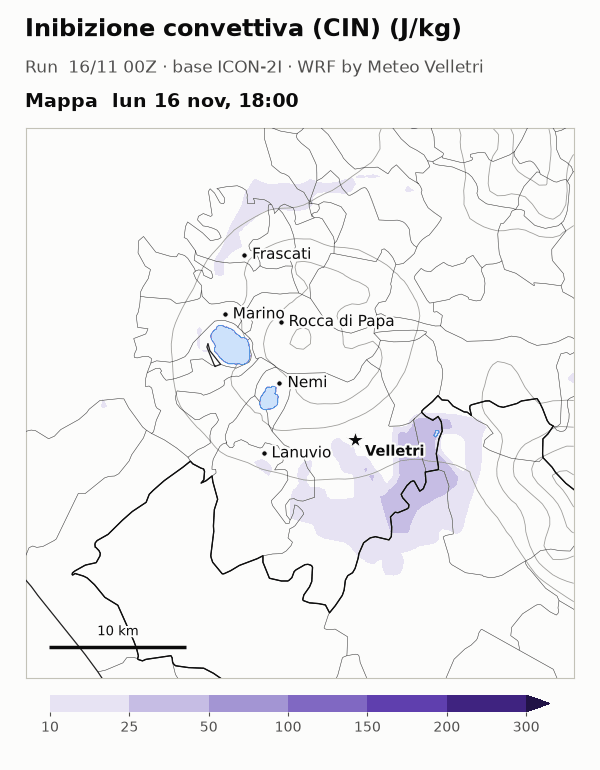 Inibizione convettiva (CIN) (J/kg)
Run  16/11 00Z · base ICON-2I · WRF by Meteo Velletri
Mappa  lun 16 nov, 18:00
Frascati
Marino
Rocca di Papa
Nemi
Velletri
Lanuvio
10 km
10 25 50 100 150 200 300